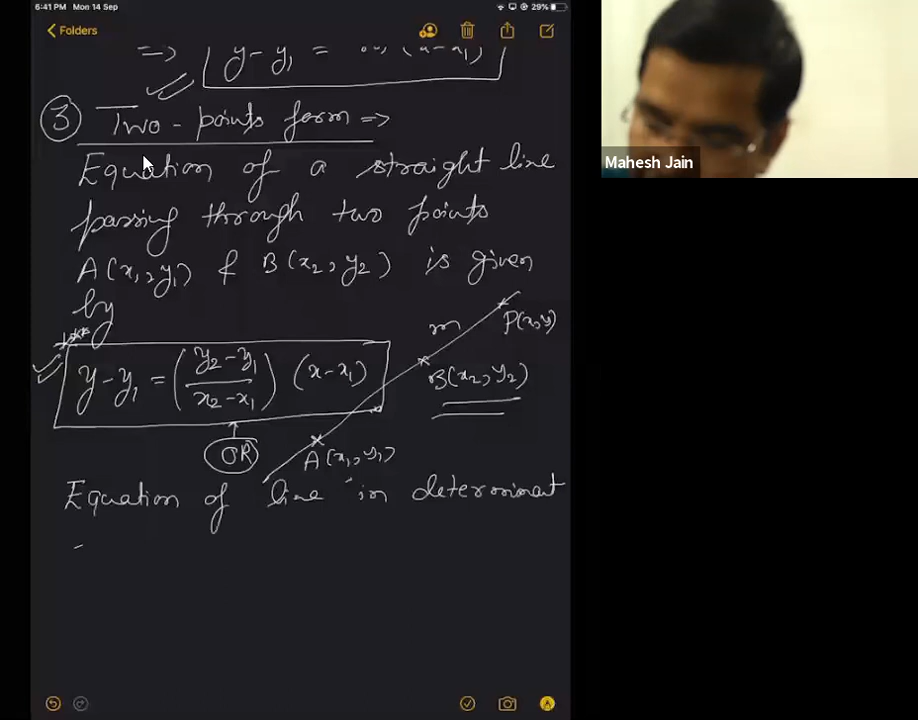 6:41 PM Mon 14 Sep
29%
Folders
=> y-y₁ = (x-x₁)
③ Two-points form =>
Equation of a straight line
passing through two points
A(x₁,y₁) & B(x₂,y₂) is given
by
*** y-y₁ = (y₂-y₁/x₂-x₁) (x-x₁)
m
P(x,y)
B(x₂,y₂)
OR
A(x₁,y₁)
Equation of line in determinant
Mahesh Jain